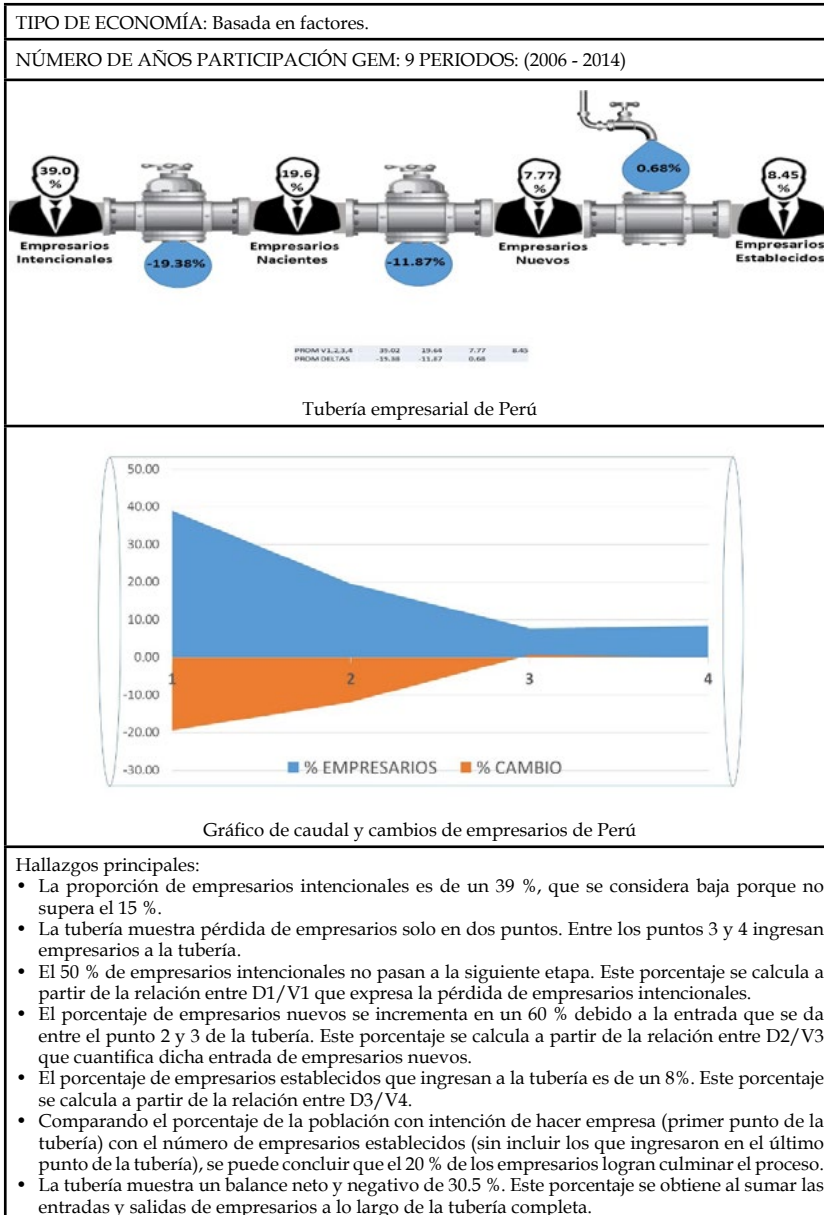 TIPO DE ECONOMÍA: Basada en factores.
NÚMERO DE AÑOS PARTICIPACIÓN GEM: 9 PERIODOS: (2006 - 2014)
39.0
%
19.6
%
7.77
%
0.68%
8.45
%
Empresarios
Intencionales
-19.38%
Empresarios
Nacientes
-11.87%
Empresarios
Nuevos
Empresarios
Establecidos
PROM V1,2,3,4 39.02 19.64 7.77 8.45
PROM DELTAS -19.38 -11.87 0.68
Tubería empresarial de Perú
50.00
40.00
30.00
20.00
10.00
0.00
1 2 3 4
-10.00
-20.00
-30.00
% EMPRESARIOS % CAMBIO
Gráfico de caudal y cambios de empresarios de Perú
Hallazgos principales:
• La proporción de empresarios intencionales es de un 39 %, que se considera baja porque no
supera el 15 %.
• La tubería muestra pérdida de empresarios solo en dos puntos. Entre los puntos 3 y 4 ingresan
empresarios a la tubería.
• El 50 % de empresarios intencionales no pasan a la siguiente etapa. Este porcentaje se calcula a
partir de la relación entre D1/V1 que expresa la pérdida de empresarios intencionales.
• El porcentaje de empresarios nuevos se incrementa en un 60 % debido a la entrada que se da
entre el punto 2 y 3 de la tubería. Este porcentaje se calcula a partir de la relación entre D2/V3
que cuantifica dicha entrada de empresarios nuevos.
• El porcentaje de empresarios establecidos que ingresan a la tubería es de un 8%. Este porcentaje
se calcula a partir de la relación entre D3/V4.
• Comparando el porcentaje de la población con intención de hacer empresa (primer punto de la
tubería) con el número de empresarios establecidos (sin incluir los que ingresaron en el último
punto de la tubería), se puede concluir que el 20 % de los empresarios logran culminar el proceso.
• La tubería muestra un balance neto y negativo de 30.5 %. Este porcentaje se obtiene al sumar las
entradas y salidas de empresarios a lo largo de la tubería completa.